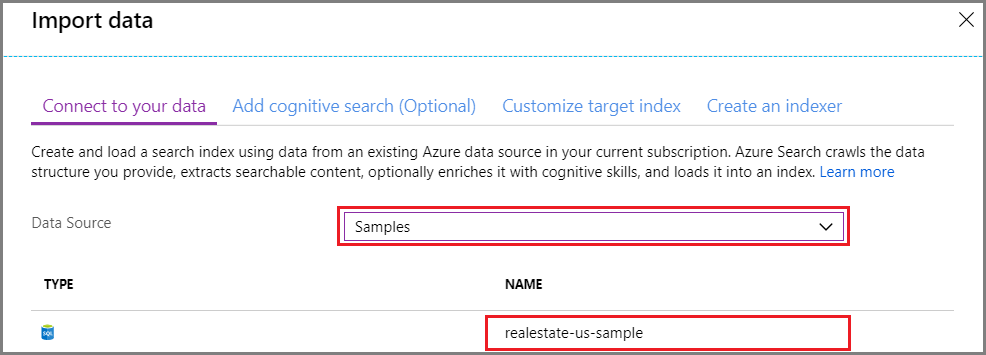 Import data
Connect to your data Add cognitive search (Optional) Customize target index Create an indexer
Create and load a search index using data from an existing Azure data source in your current subscription. Azure Search crawls the data
structure you provide, extracts searchable content, optionally enriches it with cognitive skills, and loads it into an index. Learn more
Data Source Samples
TYPE NAME
SQL realestate-us-sample